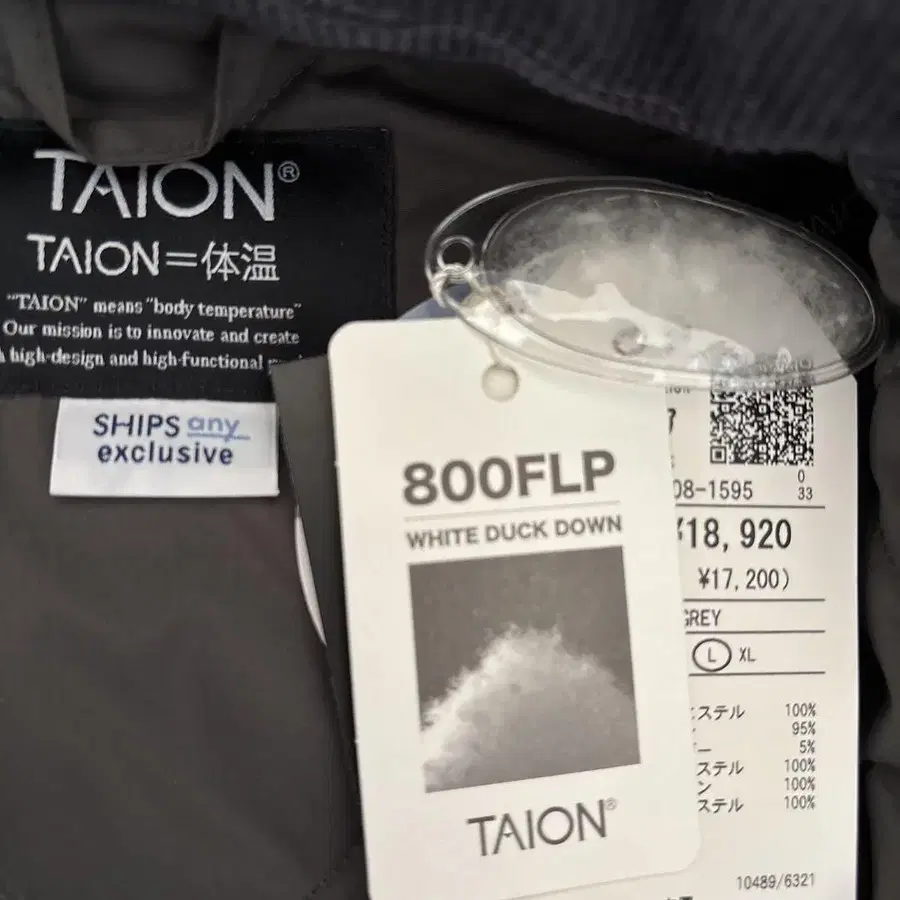 TAION®
TAION=体温
"TAION" means "body temperature"
Our mission is to innovate and create
high-design and high-functional
SHIPS any
exclusive
800FLP
WHITE DUCK DOWN
TAION®
08-1595
0
33
¥18,920
¥17,200)
GREY
L XL
ステル 100%
95%
ー 5%
ステル 100%
ン 100%
ステル 100%
10489/6321